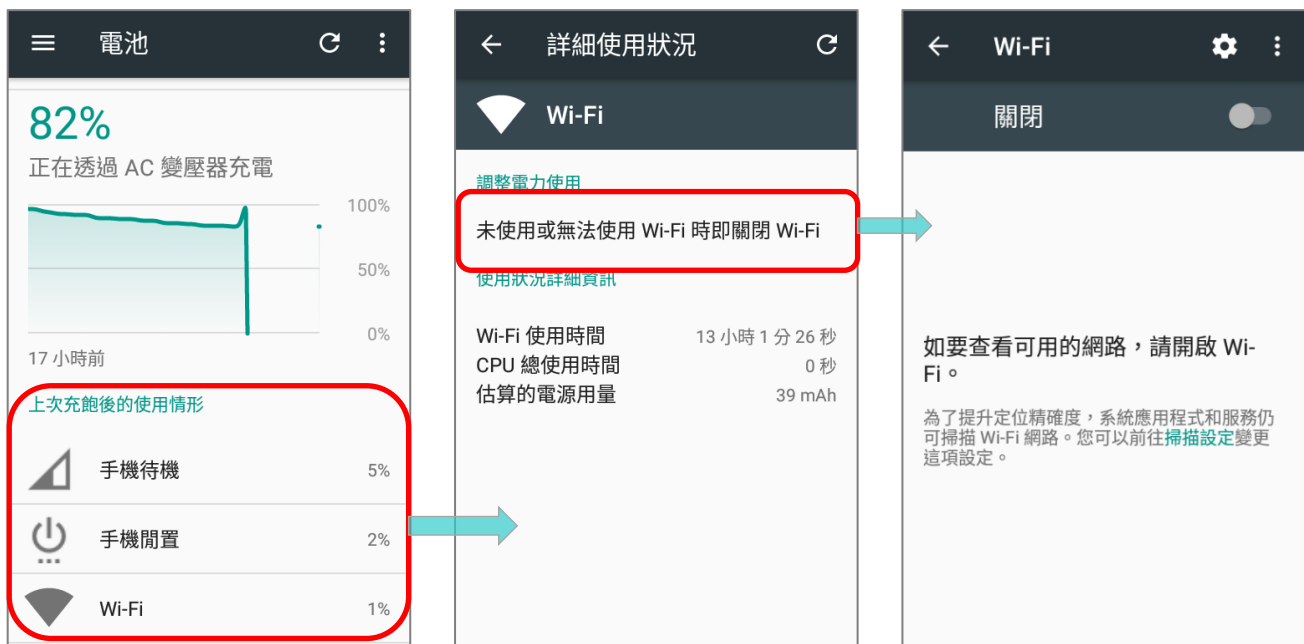 電池
82%
正在透過 AC 變壓器充電
100%
50%
0%
17 小時前
上次充飽後的使用情形
手機待機 5%
手機閒置 2%
Wi-Fi 1%
詳細使用狀況
Wi-Fi
調整電力使用
未使用或無法使用 Wi-Fi 時即關閉 Wi-Fi
使用狀況詳細資訊
Wi-Fi 使用時間 13 小時 1 分 26 秒
CPU 總使用時間 0 秒
估算的電源用量 39 mAh
Wi-Fi
關閉
如要查看可用的網路，請開啟 Wi-
Fi。
為了提升定位精確度，系統應用程式和服務仍
可掃描 Wi-Fi 網路。您可以前往掃描設定變更
這項設定。